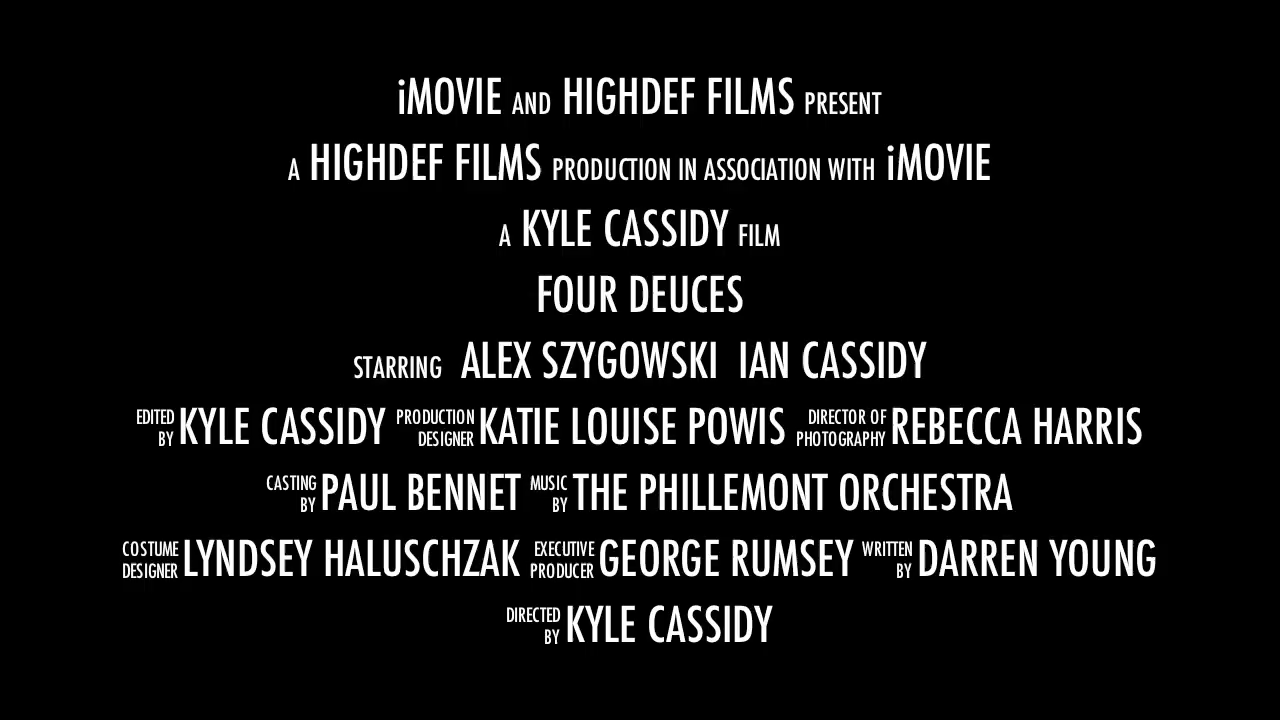 iMOVIE AND HIGHDEF FILMS PRESENT
A HIGHDEF FILMS PRODUCTION IN ASSOCIATION WITH iMOVIE
A KYLE CASSIDY FILM
FOUR DEUCES
STARRING ALEX SZYGOWSKI IAN CASSIDY
EDITED BY KYLE CASSIDY PRODUCTION DESIGNER KATIE LOUISE POWIS DIRECTOR OF PHOTOGRAPHY REBECCA HARRIS
CASTING BY PAUL BENNET MUSIC BY THE PHILLEMONT ORCHESTRA
COSTUME DESIGNER LYNDSEY HALUSCHZAK EXECUTIVE PRODUCER GEORGE RUMSEY WRITTEN BY DARREN YOUNG
DIRECTED BY KYLE CASSIDY